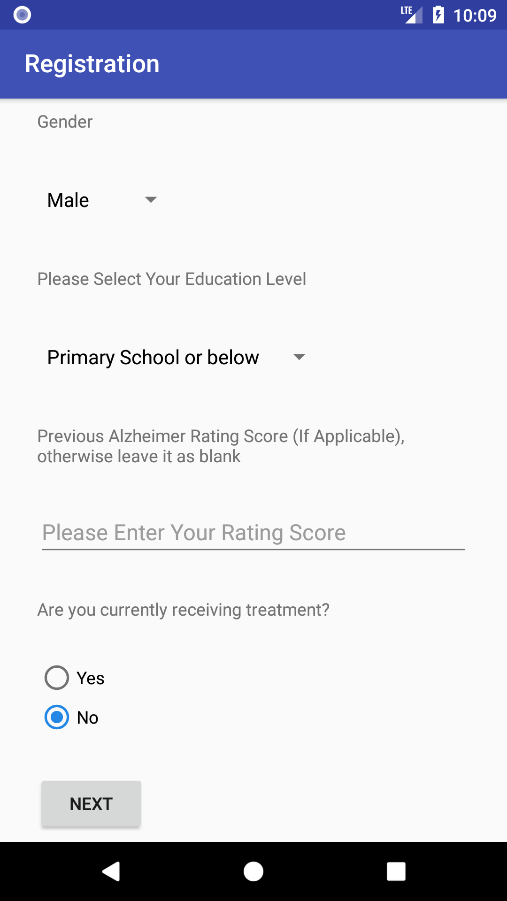 LTE 10:09
Registration
Gender
Male
Please Select Your Education Level
Primary School or below
Previous Alzheimer Rating Score (If Applicable),
otherwise leave it as blank
Please Enter Your Rating Score
Are you currently receiving treatment?
Yes
No
NEXT